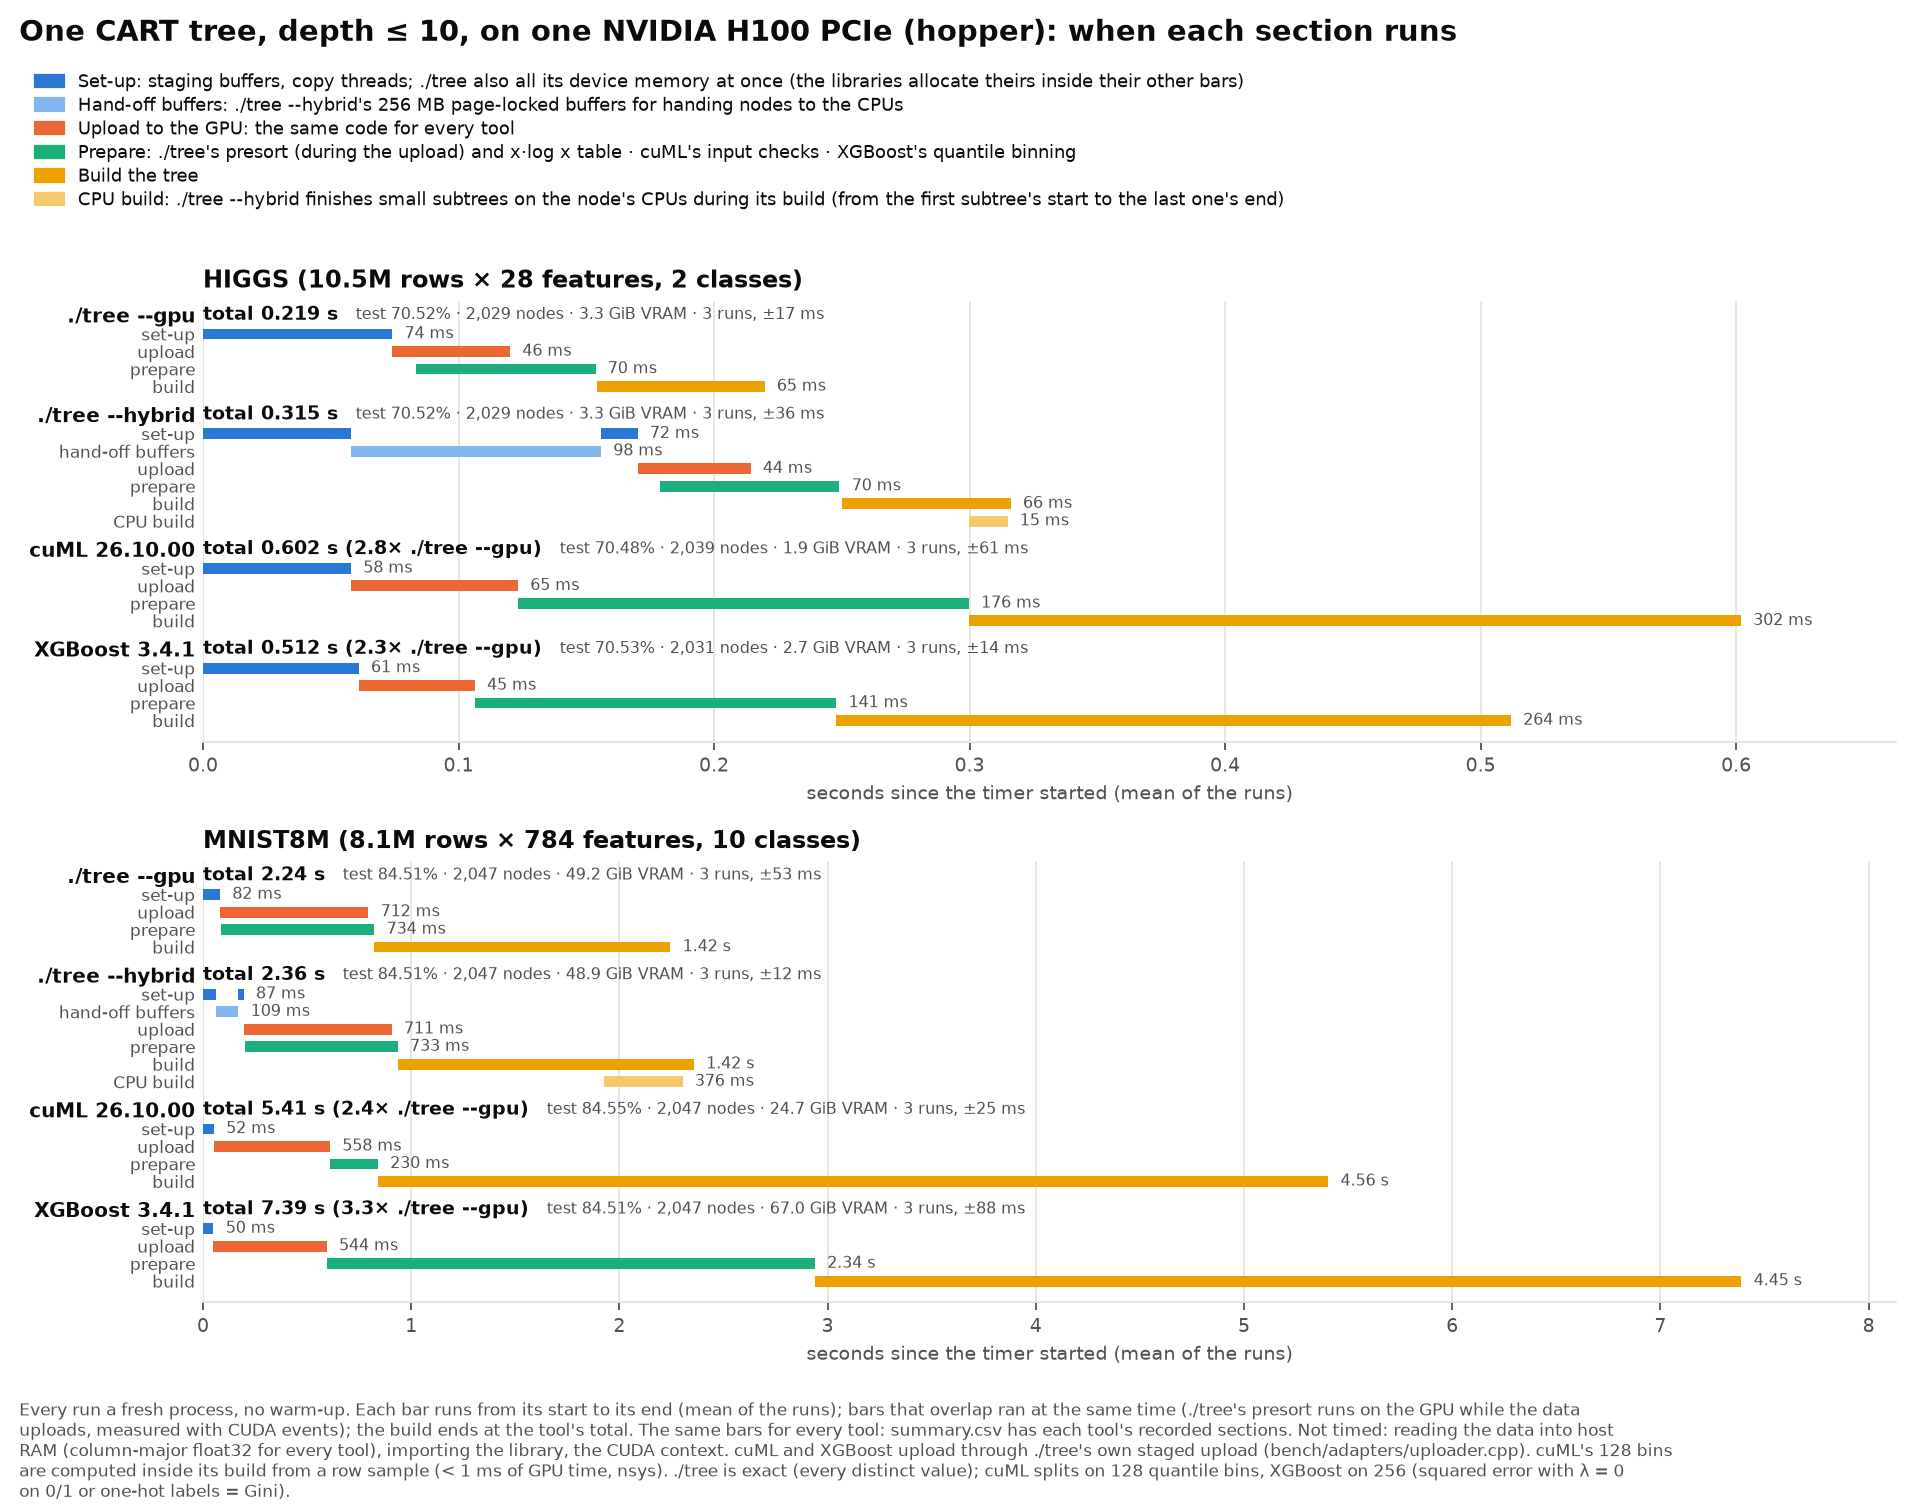 One CART tree, depth ≤ 10, on one NVIDIA H100 PCIe (hopper): when each section runs
Set-up: staging buffers, copy threads; ./tree also all its device memory at once (the libraries allocate theirs inside their other bars)
Hand-off buffers: ./tree --hybrid's 256 MB page-locked buffers for handing nodes to the CPUs
Upload to the GPU: the same code for every tool
Prepare: ./tree's presort (during the upload) and x·log x table · cuML's input checks · XGBoost's quantile binning
Build the tree
CPU build: ./tree --hybrid finishes small subtrees on the node's CPUs during its build (from the first subtree's start to the last one's end)
HIGGS (10.5M rows × 28 features, 2 classes)
./tree --gpu total 0.219 s test 70.52% · 2,029 nodes · 3.3 GiB VRAM · 3 runs, ±17 ms
set-up 74 ms
upload 46 ms
prepare 70 ms
build 65 ms
./tree --hybrid total 0.315 s test 70.52% · 2,029 nodes · 3.3 GiB VRAM · 3 runs, ±36 ms
set-up 72 ms
hand-off buffers 98 ms
upload 44 ms
prepare 70 ms
build 66 ms
CPU build 15 ms
cuML 26.10.00 total 0.602 s (2.8× ./tree --gpu) test 70.48% · 2,039 nodes · 1.9 GiB VRAM · 3 runs, ±61 ms
set-up 58 ms
upload 65 ms
prepare 176 ms
build 302 ms
XGBoost 3.4.1 total 0.512 s (2.3× ./tree --gpu) test 70.53% · 2,031 nodes · 2.7 GiB VRAM · 3 runs, ±14 ms
set-up 61 ms
upload 45 ms
prepare 141 ms
build 264 ms
0.0 0.1 0.2 0.3 0.4 0.5 0.6
seconds since the timer started (mean of the runs)
MNIST8M (8.1M rows × 784 features, 10 classes)
./tree --gpu total 2.24 s test 84.51% · 2,047 nodes · 49.2 GiB VRAM · 3 runs, ±53 ms
set-up 82 ms
upload 712 ms
prepare 734 ms
build 1.42 s
./tree --hybrid total 2.36 s test 84.51% · 2,047 nodes · 48.9 GiB VRAM · 3 runs, ±12 ms
set-up 87 ms
hand-off buffers 109 ms
upload 711 ms
prepare 733 ms
build 1.42 s
CPU build 376 ms
cuML 26.10.00 total 5.41 s (2.4× ./tree --gpu) test 84.55% · 2,047 nodes · 24.7 GiB VRAM · 3 runs, ±25 ms
set-up 52 ms
upload 558 ms
prepare 230 ms
build 4.56 s
XGBoost 3.4.1 total 7.39 s (3.3× ./tree --gpu) test 84.51% · 2,047 nodes · 67.0 GiB VRAM · 3 runs, ±88 ms
set-up 50 ms
upload 544 ms
prepare 2.34 s
build 4.45 s
0 1 2 3 4 5 6 7 8
seconds since the timer started (mean of the runs)
Every run a fresh process, no warm-up. Each bar runs from its start to its end (mean of the runs); bars that overlap ran at the same time (./tree's presort runs on the GPU while the data
uploads, measured with CUDA events); the build ends at the tool's total. The same bars for every tool: summary.csv has each tool's recorded sections. Not timed: reading the data into host
RAM (column-major float32 for every tool), importing the library, the CUDA context. cuML and XGBoost upload through ./tree's own staged upload (bench/adapters/uploader.cpp). cuML's 128 bins
are computed inside its build from a row sample (< 1 ms of GPU time, nsys). ./tree is exact (every distinct value); cuML splits on 128 quantile bins, XGBoost on 256 (squared error with λ = 0
on 0/1 or one-hot labels = Gini).